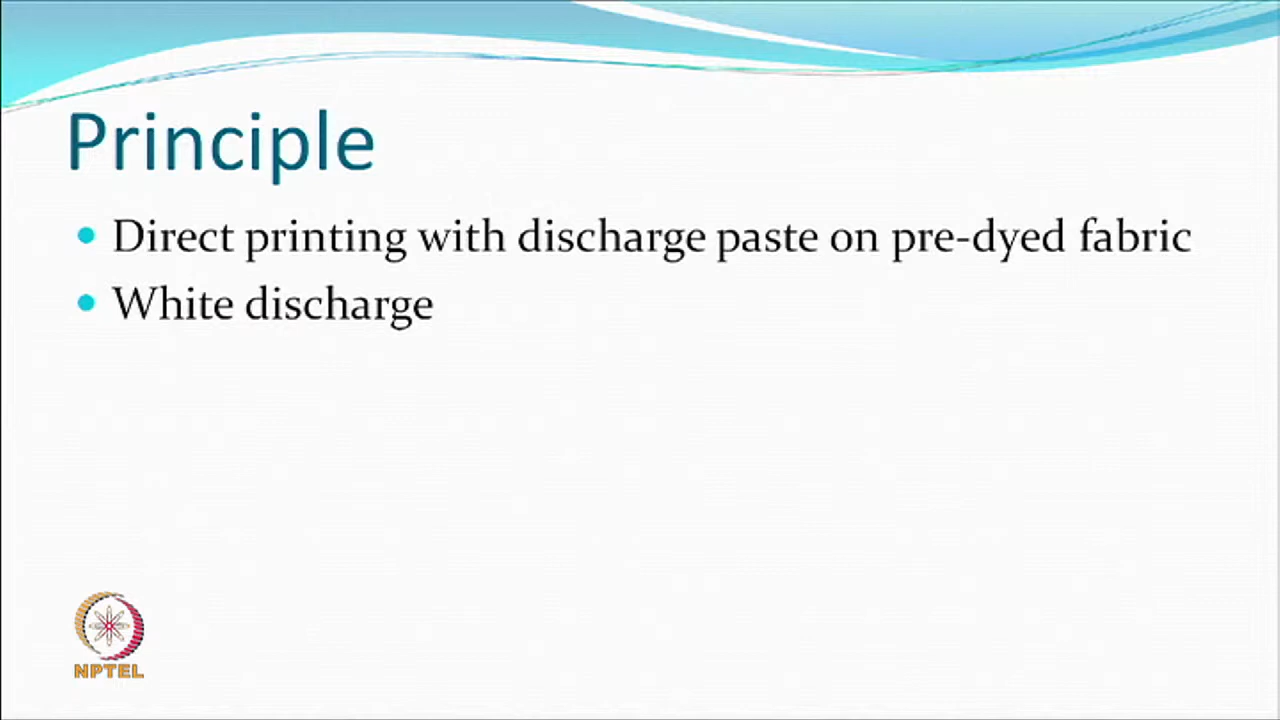 Principle
Direct printing with discharge paste on pre-dyed fabric
White discharge
NPTEL